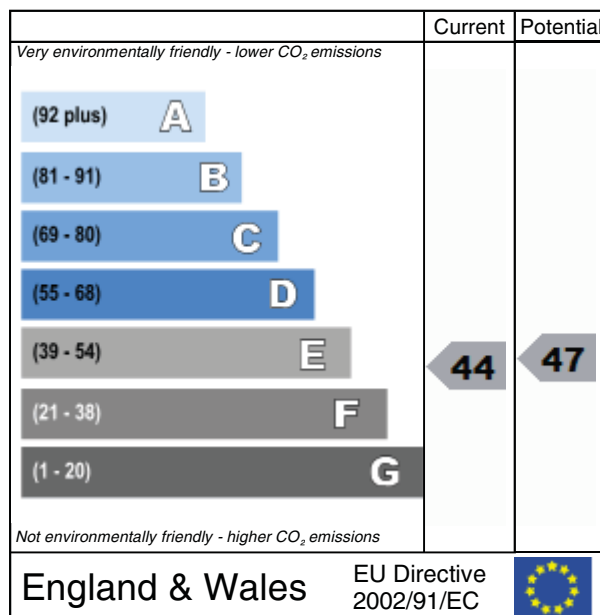 Current Potential
Very environmentally friendly - lower CO₂ emissions
(92 plus) A
(81 - 91) B
(69 - 80) C
(55 - 68) D
(39 - 54) E
44 47
(21 - 38) F
(1 - 20) G
Not environmentally friendly - higher CO₂ emissions
England & Wales
EU Directive
2002/91/EC